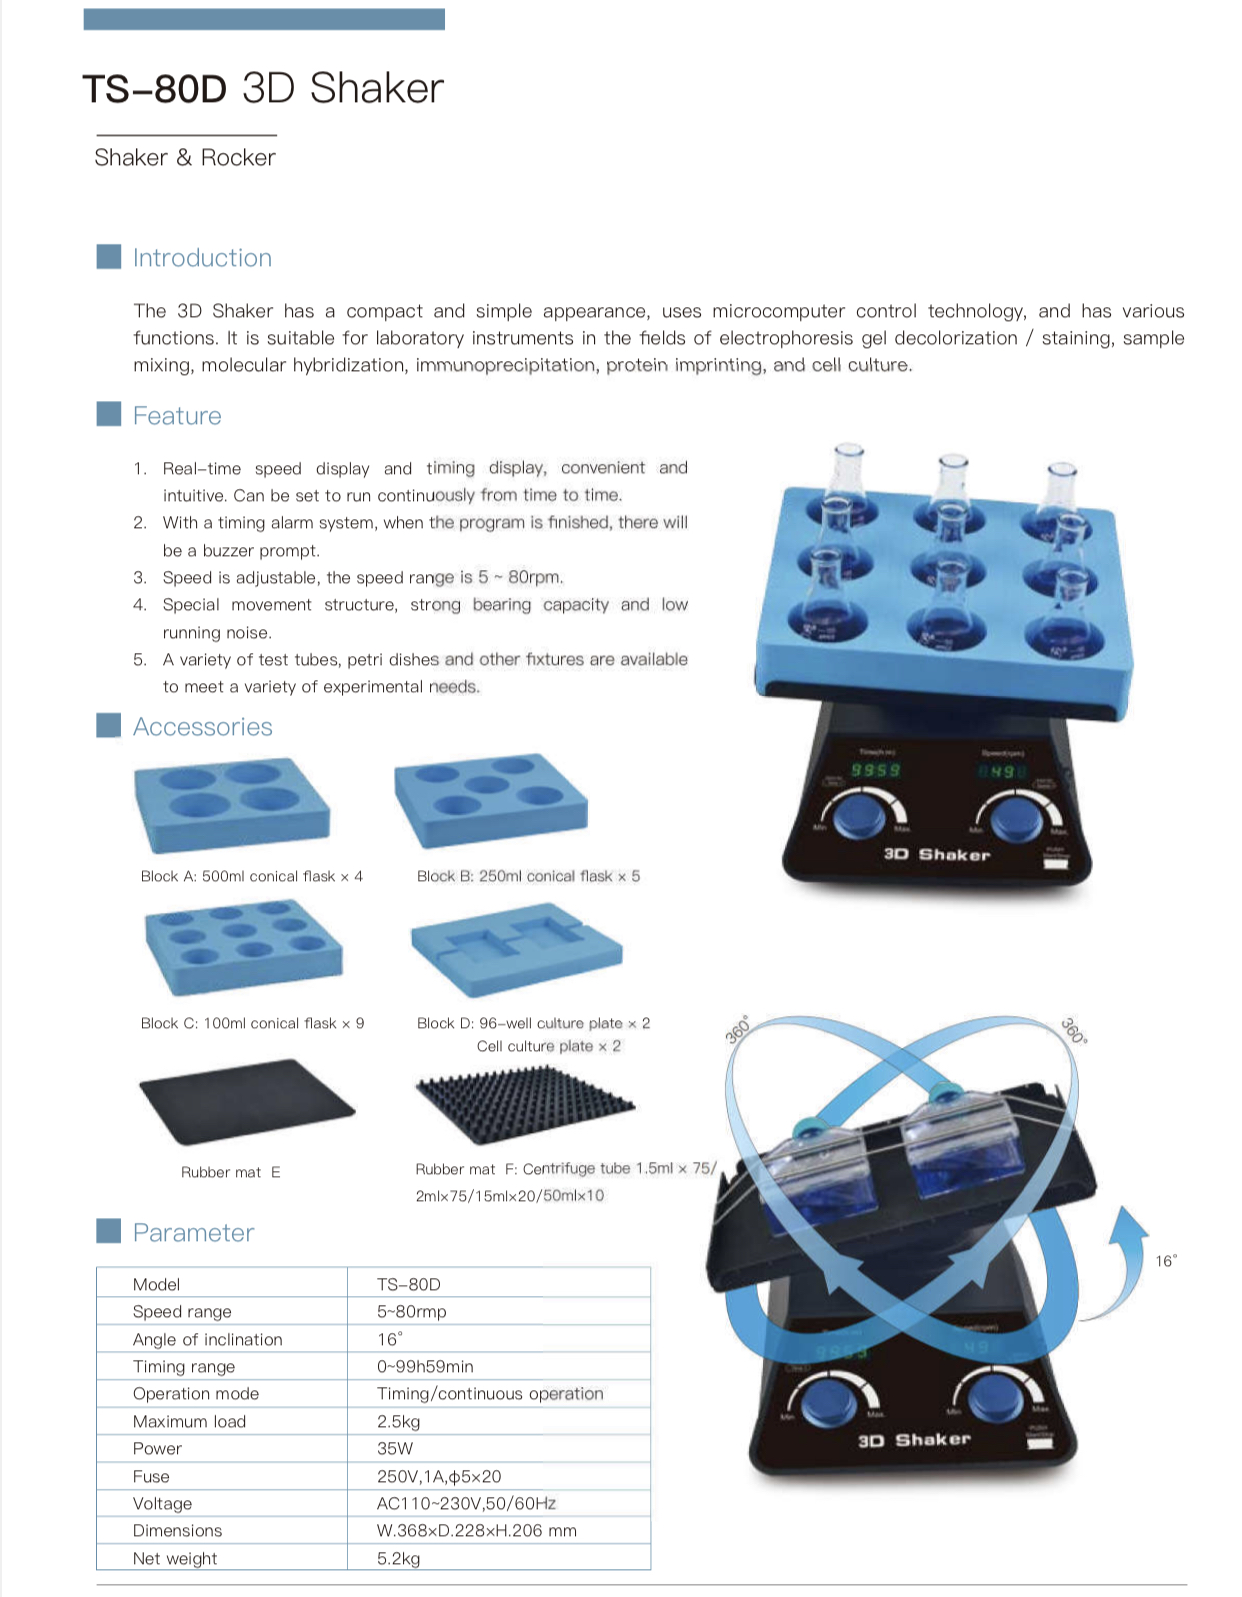 TS–80D 3D Shaker
Shaker & Rocker
Introduction
The 3D Shaker has a compact and simple appearance, uses microcomputer control technology, and has various
functions. It is suitable for laboratory instruments in the fields of electrophoresis gel decolorization / staining, sample
mixing, molecular hybridization, immunoprecipitation, protein imprinting, and cell culture.
Feature
1. Real–time speed display and timing display, convenient and
intuitive. Can be set to run continuously from time to time.
2. With a timing alarm system, when the program is finished, there will
be a buzzer prompt.
3. Speed is adjustable, the speed range is 5 ~ 80rpm.
4. Special movement structure, strong bearing capacity and low
running noise.
5. A variety of test tubes, petri dishes and other fixtures are available
to meet a variety of experimental needs.
Time(h:m) Speed(rpm)
9959 49
Min Max Min Max
3D Shaker
Accessories
Block A: 500ml conical flask × 4
Block B: 250ml conical flask × 5
Block C: 100ml conical flask × 9
Block D: 96–well culture plate × 2
Cell culture plate × 2
Rubber mat E
Rubber mat F: Centrifuge tube 1.5ml × 75/
2ml×75/15ml×20/50ml×10
360°
360°
16°
9959 49
Min Max Min Max
3D Shaker
Parameter
Model TS–80D
Speed range 5~80rmp
Angle of inclination 16°
Timing range 0~99h59min
Operation mode Timing/continuous operation
Maximum load 2.5kg
Power 35W
Fuse 250V,1A,ϕ5×20
Voltage AC110~230V,50/60Hz
Dimensions W.368×D.228×H.206 mm
Net weight 5.2kg